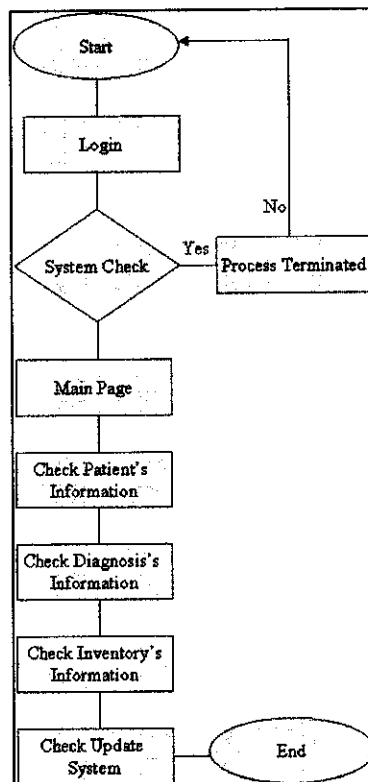 Start
Login
No
Yes
System Check
Process Terminated
Main Page
Check Patient's
Information
Check Diagnosis's
Information
Check Inventory's
Information
Check Update
System
End